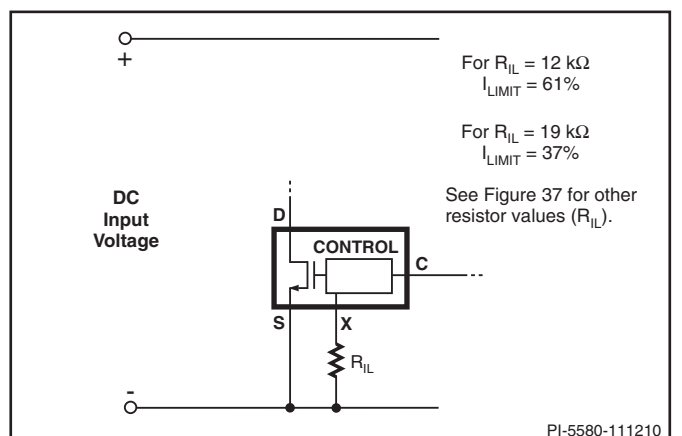 +
For R_IL = 12 kΩ
I_LIMIT = 61%
For R_IL = 19 kΩ
I_LIMIT = 37%
See Figure 37 for other
resistor values (R_IL).
DC
Input
Voltage
D
CONTROL
C
S
X
R_IL
-
PI-5580-111210